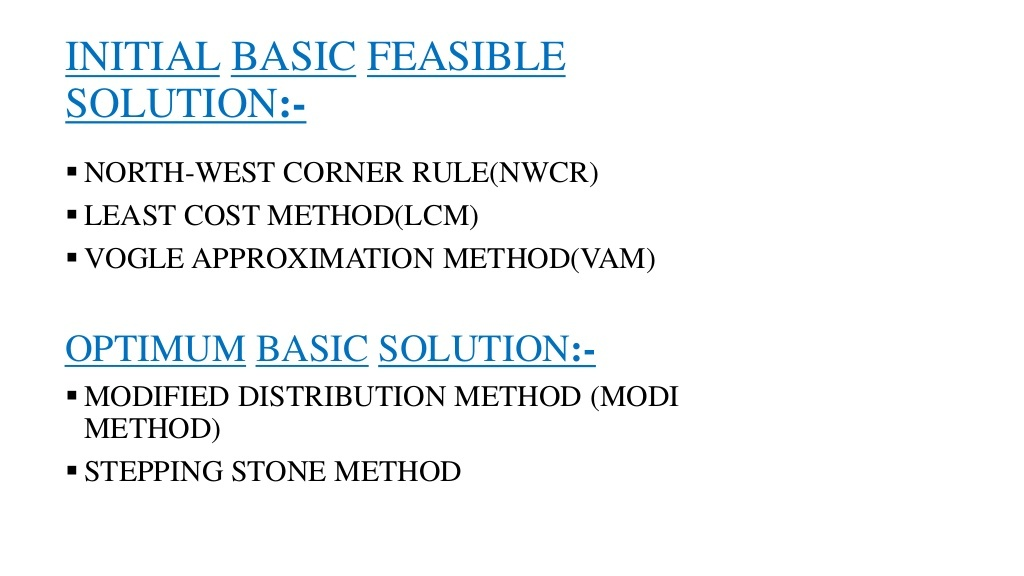 INITIAL BASIC FEASIBLE
SOLUTION:-
▪ NORTH-WEST CORNER RULE(NWCR)
▪ LEAST COST METHOD(LCM)
▪ VOGLE APPROXIMATION METHOD(VAM)
OPTIMUM BASIC SOLUTION:-
▪ MODIFIED DISTRIBUTION METHOD (MODI
METHOD)
▪ STEPPING STONE METHOD